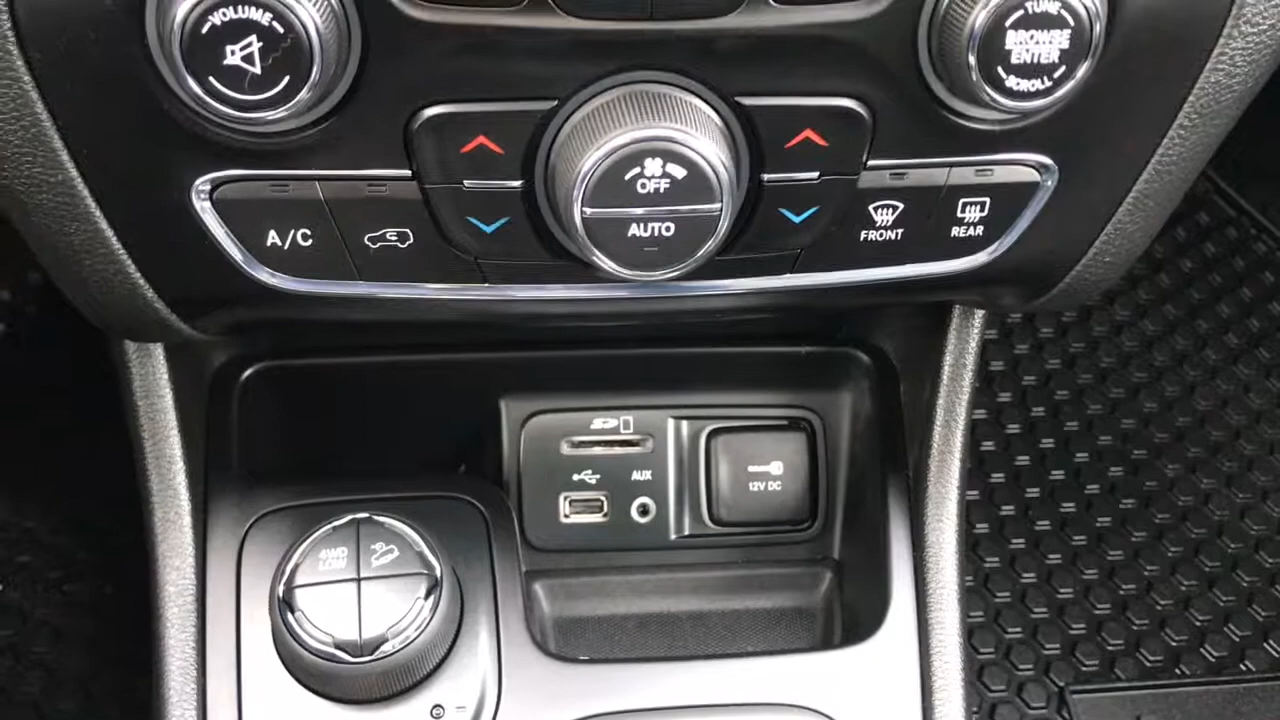 VOLUME
TUNE
BROWSE
ENTER
SCROLL
OFF
AUTO
A/C
FRONT
REAR
AUX
12V DC
4WD
LOW